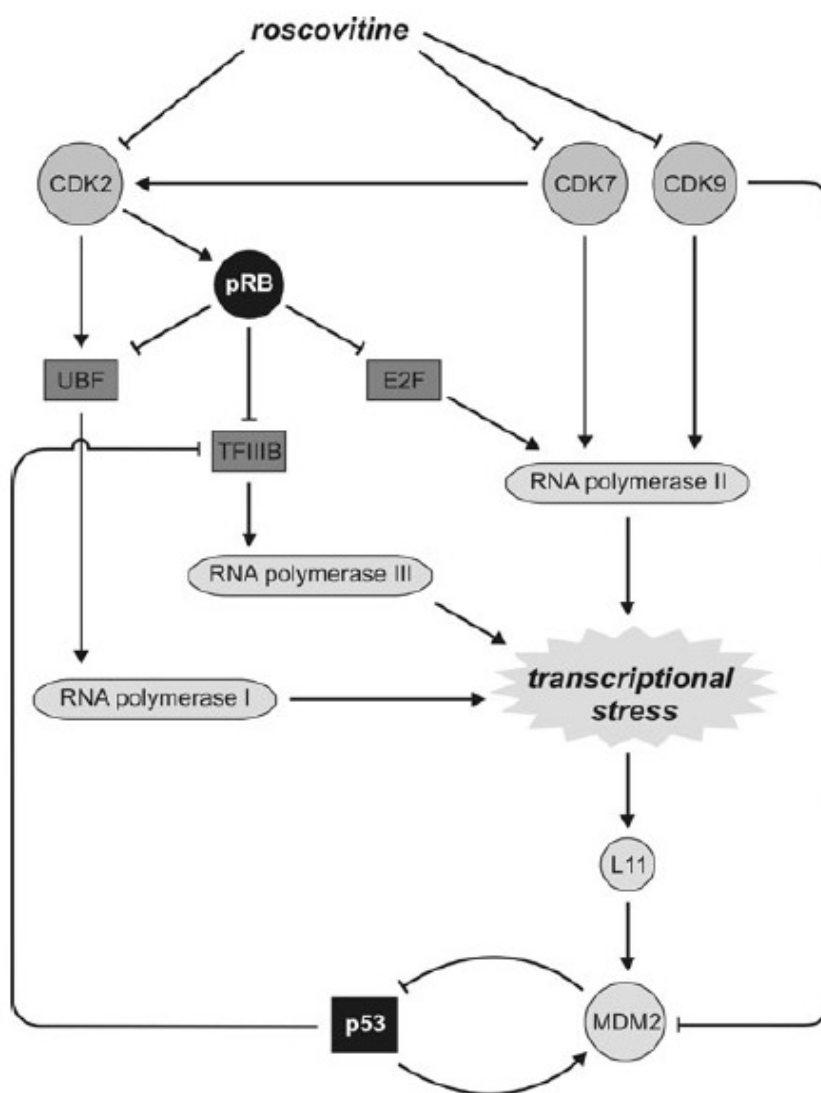 roscovitine
CDK2
CDK7
CDK9
pRB
UBF
E2F
TFIIIB
RNA polymerase II
RNA polymerase III
RNA polymerase I
transcriptional
stress
L11
p53
MDM2